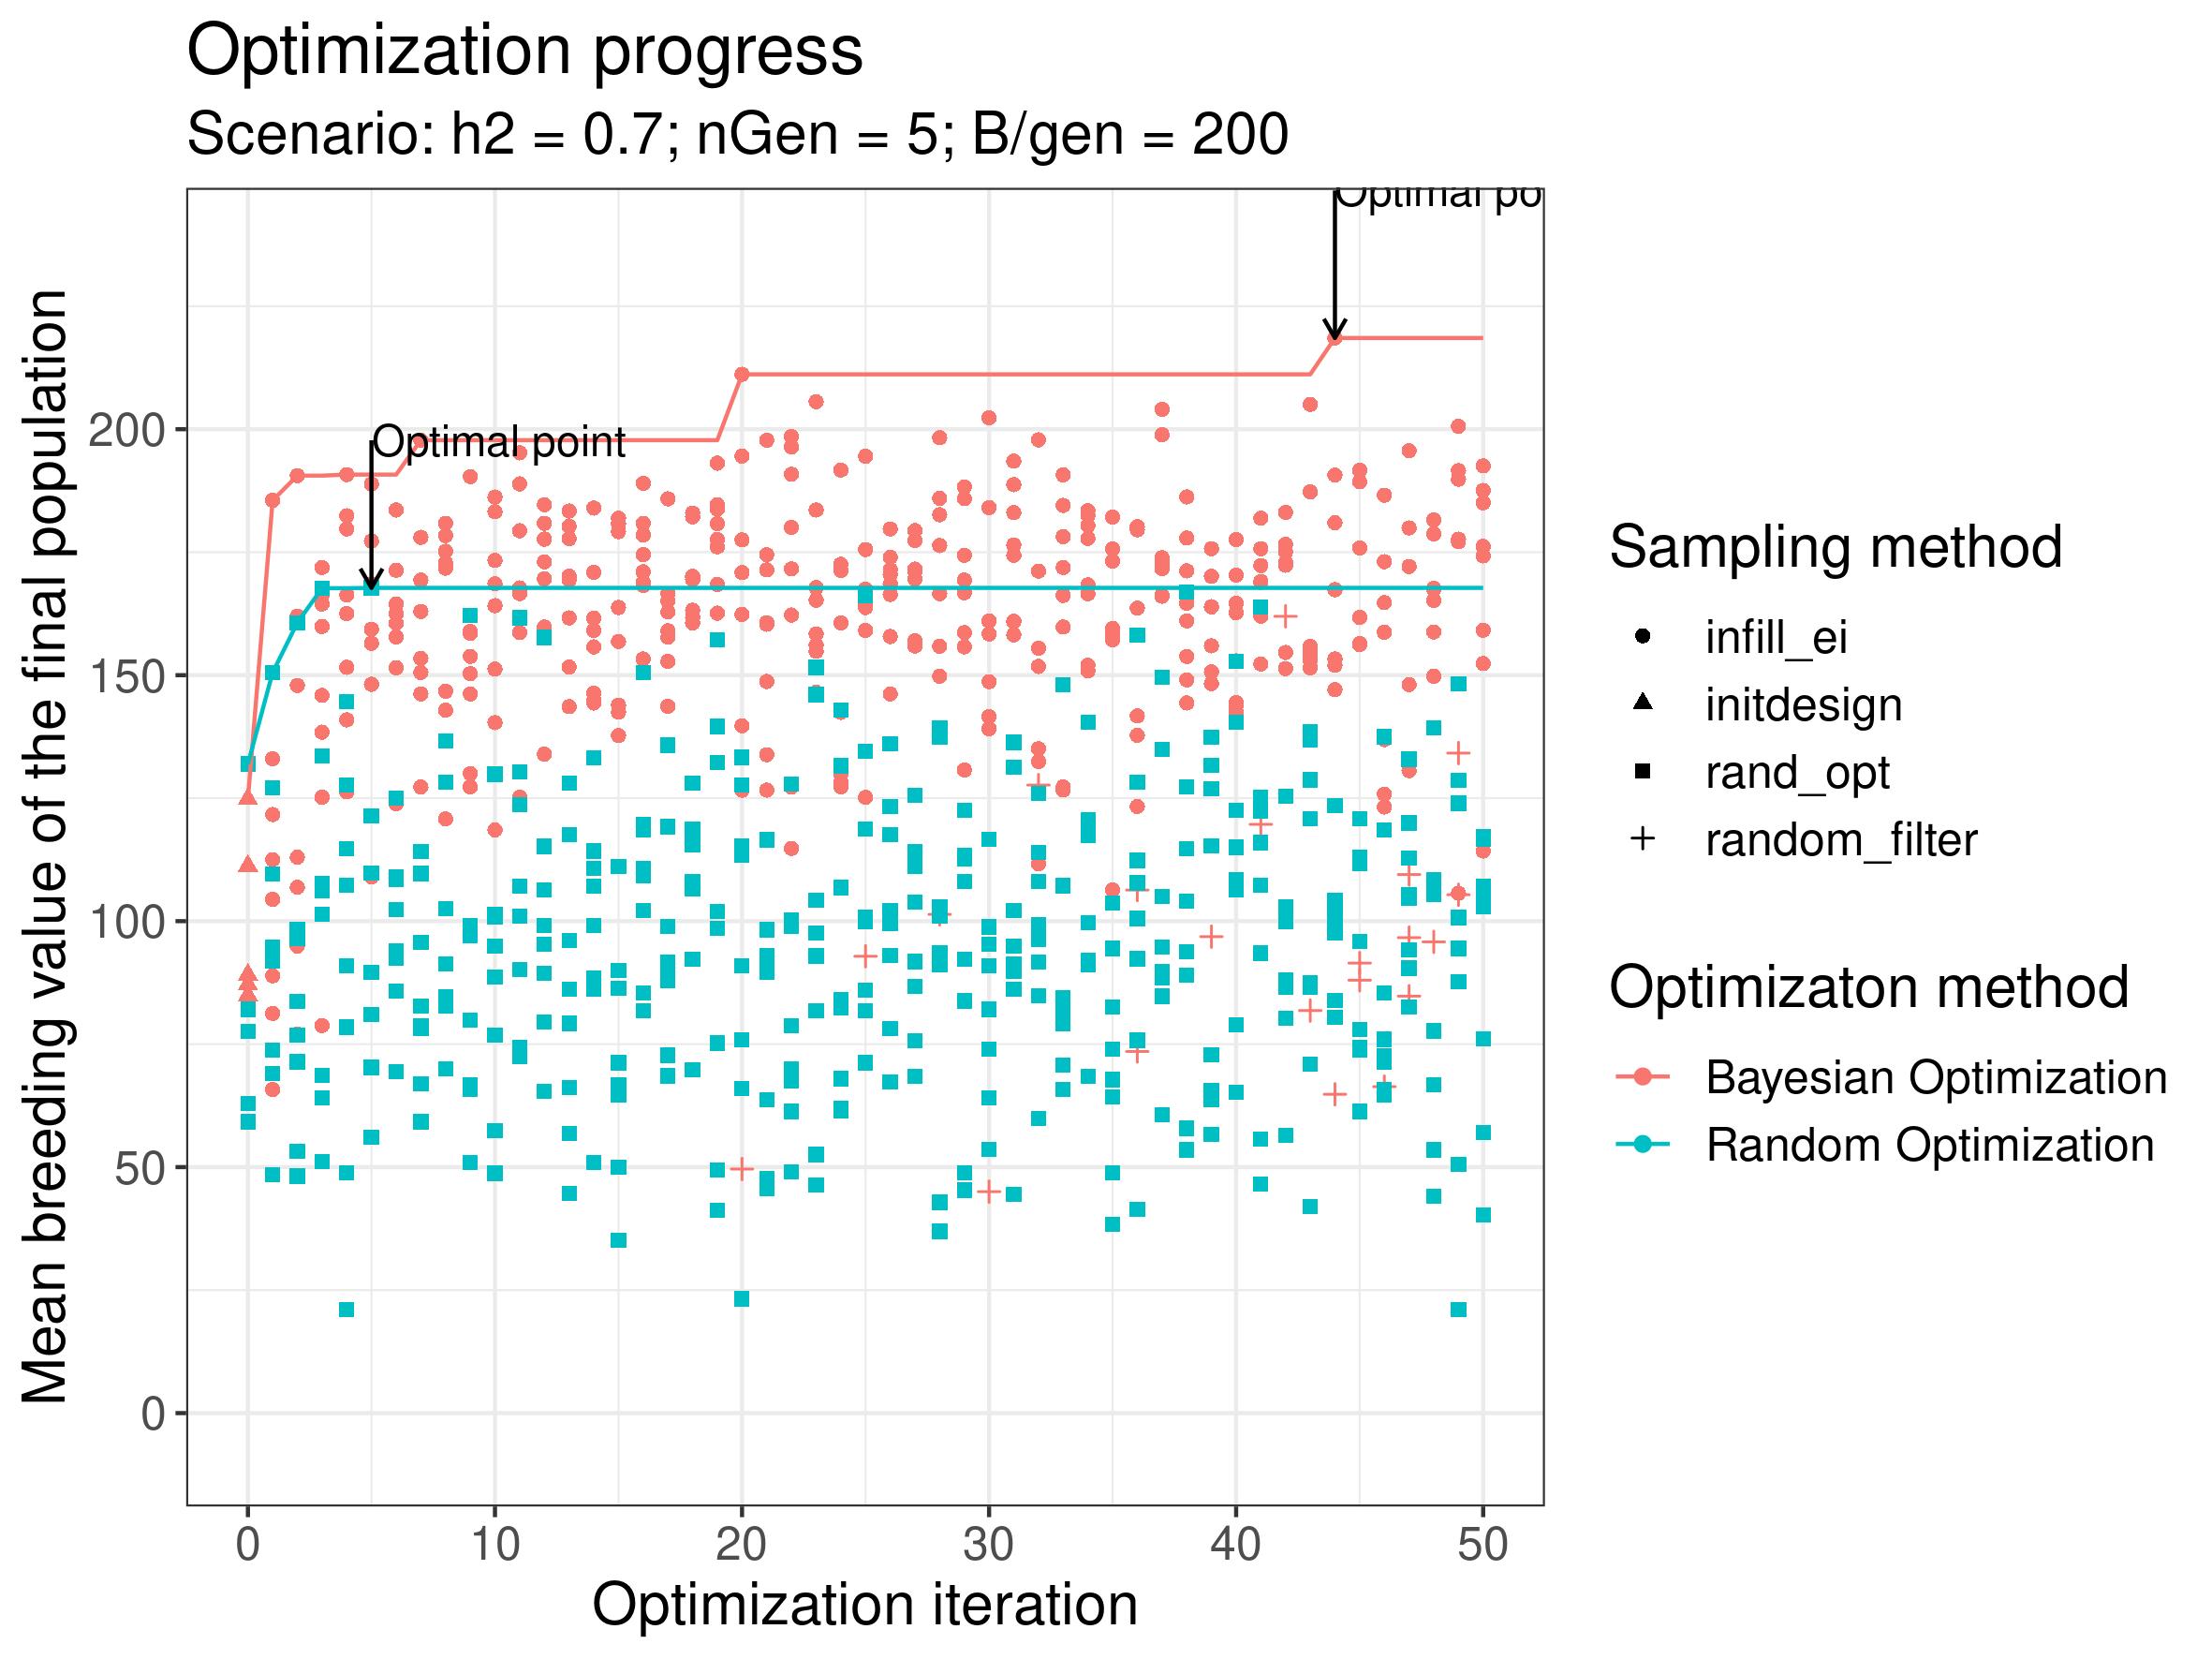 Optimization progress
Scenario: h2 = 0.7; nGen = 5; B/gen = 200
Mean breeding value of the final population
200
150
100
50
0
Optimal point
Optimal po
0 10 20 30 40 50
Optimization iteration
Sampling method
infill_ei
initdesign
rand_opt
random_filter
Optimizaton method
Bayesian Optimization
Random Optimization